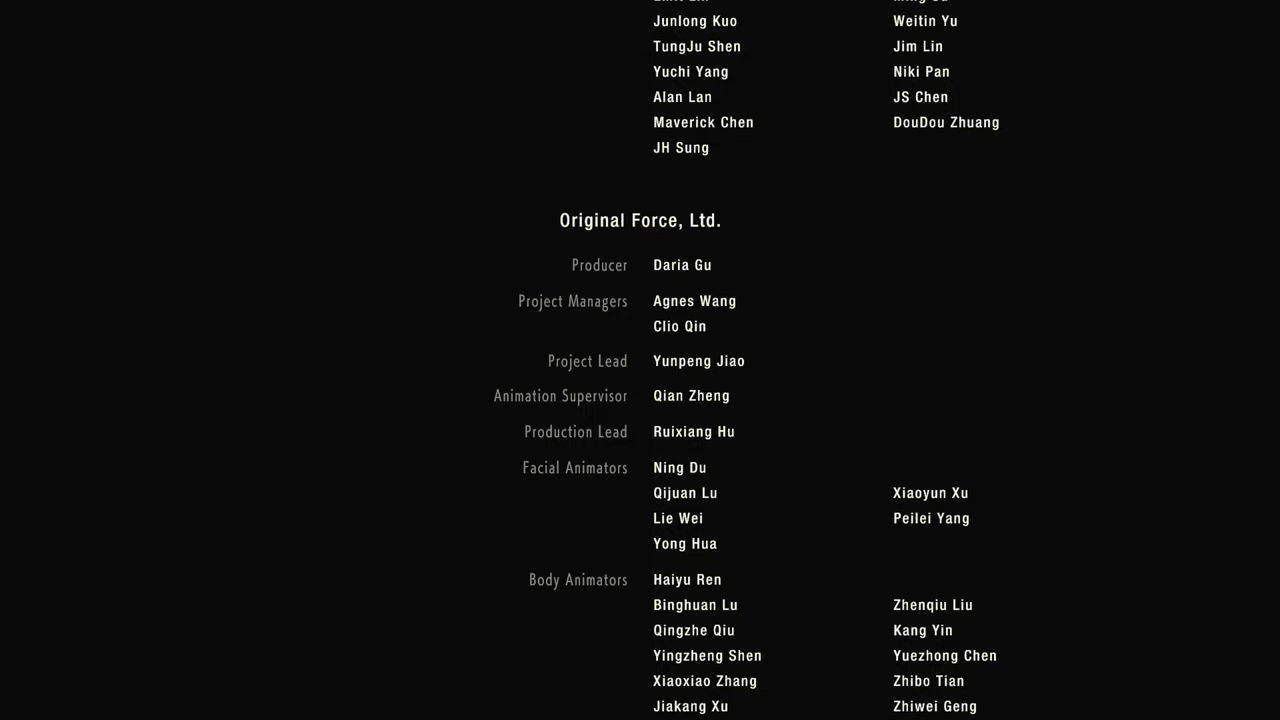 Junlong Kuo Weitin Yu
TungJu Shen Jim Lin
Yuchi Yang Niki Pan
Alan Lan JS Chen
Maverick Chen DouDou Zhuang
JH Sung
Original Force, Ltd.
Producer Daria Gu
Project Managers Agnes Wang
Clio Qin
Project Lead Yunpeng Jiao
Animation Supervisor Qian Zheng
Production Lead Ruixiang Hu
Facial Animators Ning Du
Qijuan Lu Xiaoyun Xu
Lie Wei Peilei Yang
Yong Hua
Body Animators Haiyu Ren
Binghuan Lu Zhenqiu Liu
Qingzhe Qiu Kang Yin
Yingzheng Shen Yuezhong Chen
Xiaoxiao Zhang Zhibo Tian
Jiakang Xu Zhiwei Geng